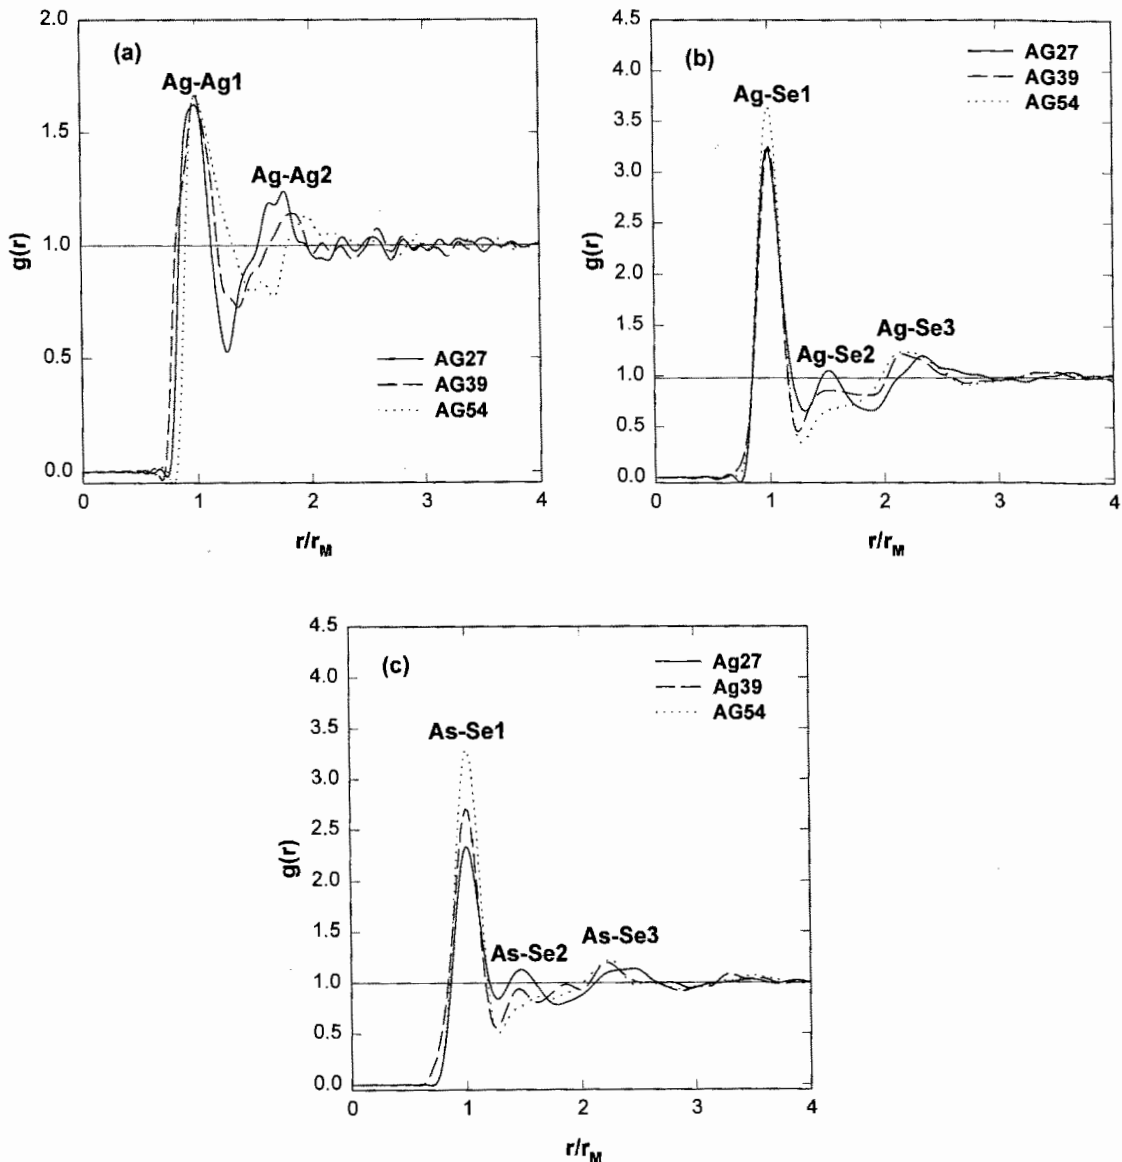 (a)
2.0
1.5
1.0
0.5
0.0
g(r)
Ag-Ag1
Ag-Ag2
AG27
AG39
AG54
0 1 2 3 4
r/rM
(b)
4.5
4.0
3.5
3.0
2.5
2.0
1.5
1.0
0.5
0.0
g(r)
AG27
AG39
AG54
Ag-Se1
Ag-Se2
Ag-Se3
0 1 2 3 4
r/rM
(c)
4.5
4.0
3.5
3.0
2.5
2.0
1.5
1.0
0.5
0.0
g(r)
Ag27
Ag39
AG54
As-Se1
As-Se2
As-Se3
0 1 2 3 4
r/rM